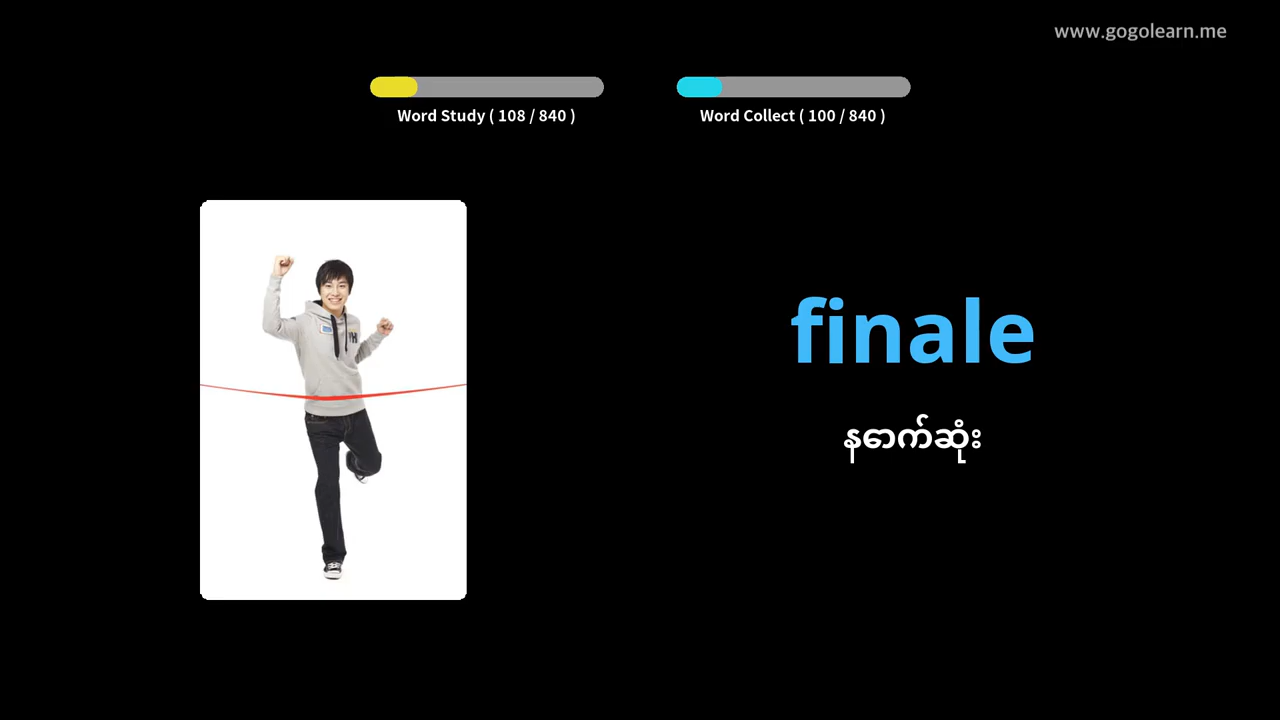 www.gogolearn.me
Word Study ( 108 / 840 )
Word Collect ( 100 / 840 )
finale
နောက်ဆုံး